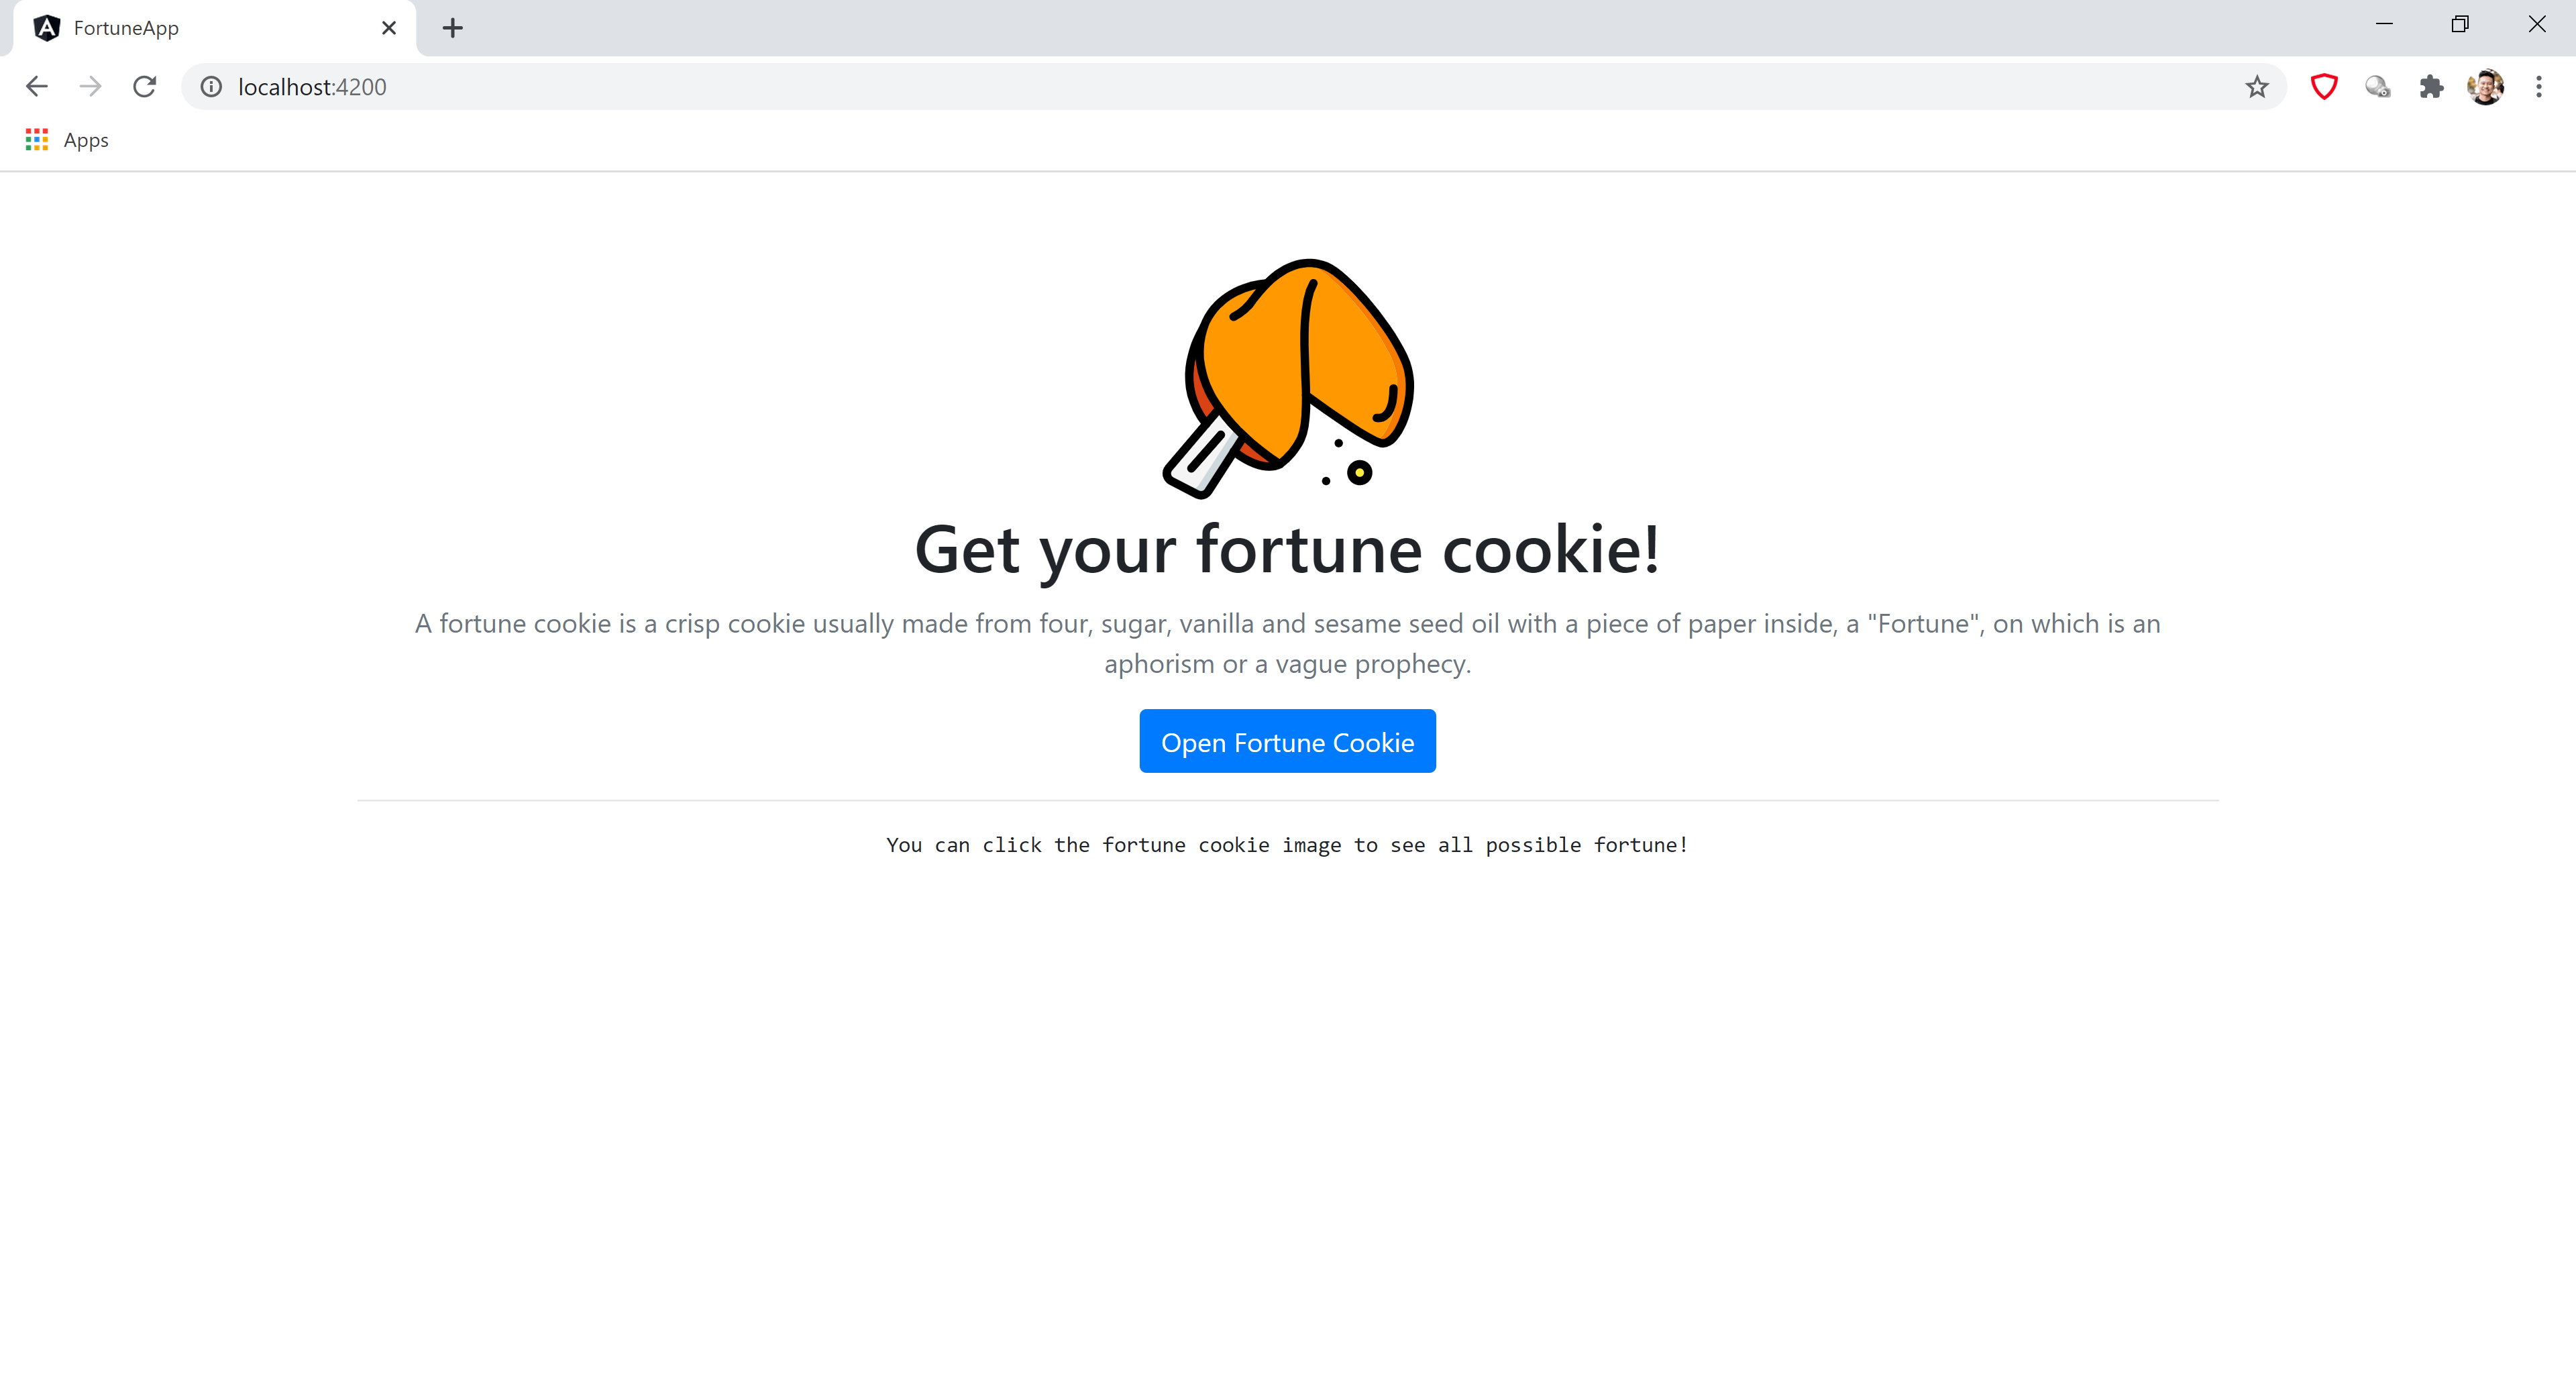 FortuneApp
localhost:4200
Apps
Get your fortune cookie!
A fortune cookie is a crisp cookie usually made from four, sugar, vanilla and sesame seed oil with a piece of paper inside, a "Fortune", on which is an
aphorism or a vague prophecy.
Open Fortune Cookie
You can click the fortune cookie image to see all possible fortune!